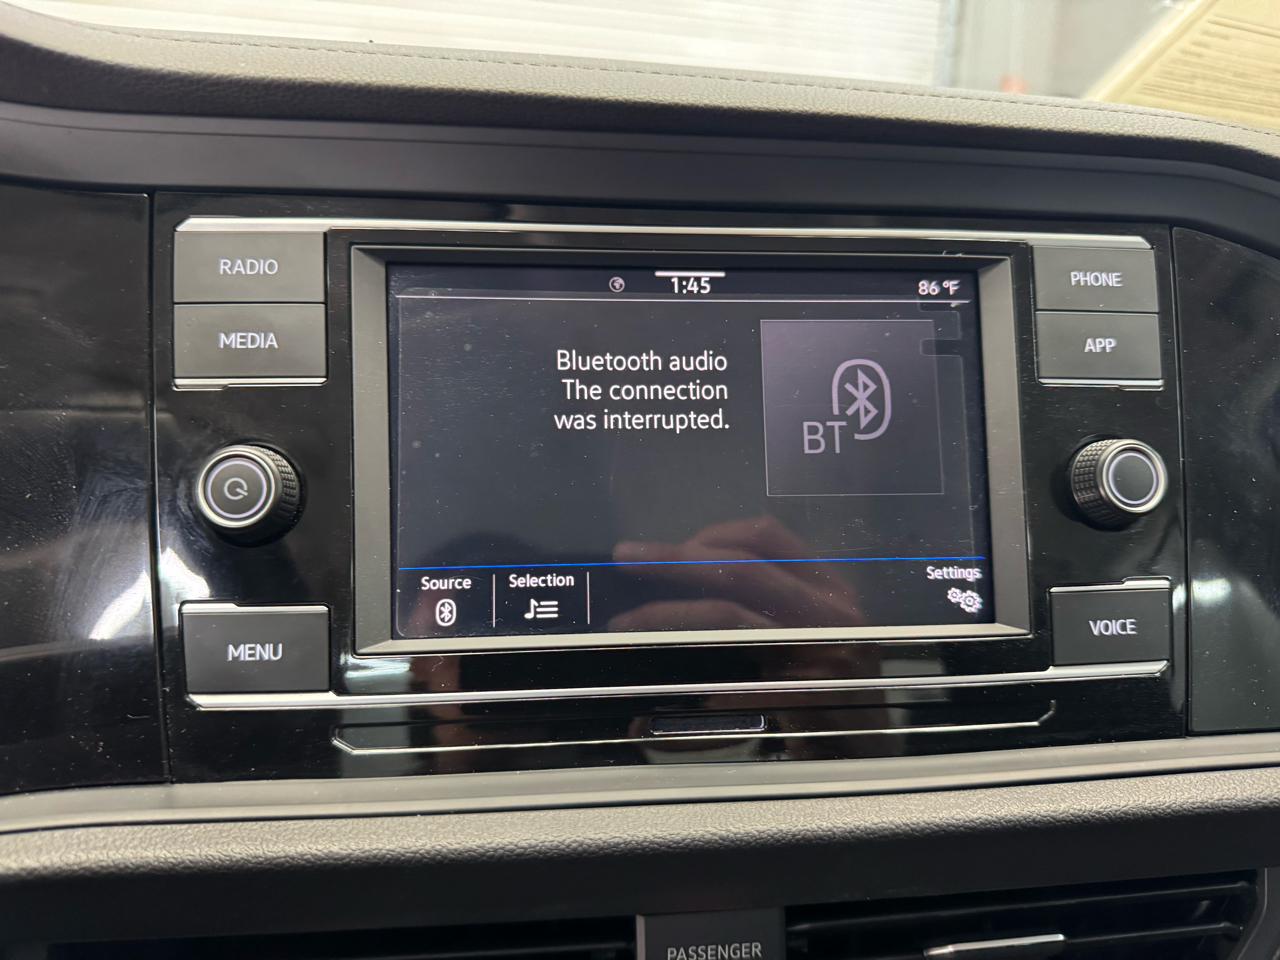 RADIO
MEDIA
MENU
1:45
86 °F
Bluetooth audio
The connection
was interrupted.
BT
Source
Selection
Settings
PHONE
APP
VOICE
PASSENGER